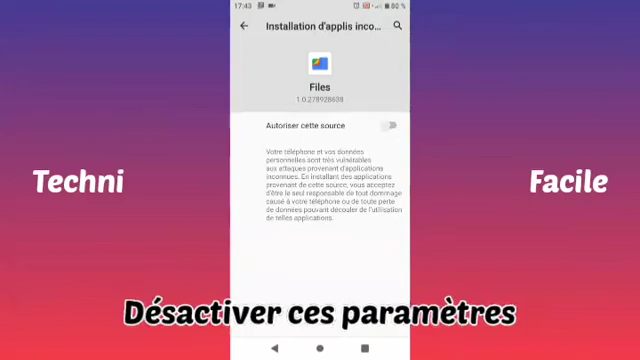 17:43
80 %
Installation d'applis inco...
Files
1.0.278928638
Autoriser cette source
Votre téléphone et vos données
personnelles sont très vulnérables
aux attaques provenant d'applications
inconnues. En installant des applications
provenant de cette source, vous acceptez
d'être le seul responsable de tout dommage
causé à votre téléphone ou de toute perte
de données pouvant découler de l'utilisation
de telles applications.
Techni
Facile
Désactiver ces paramètres